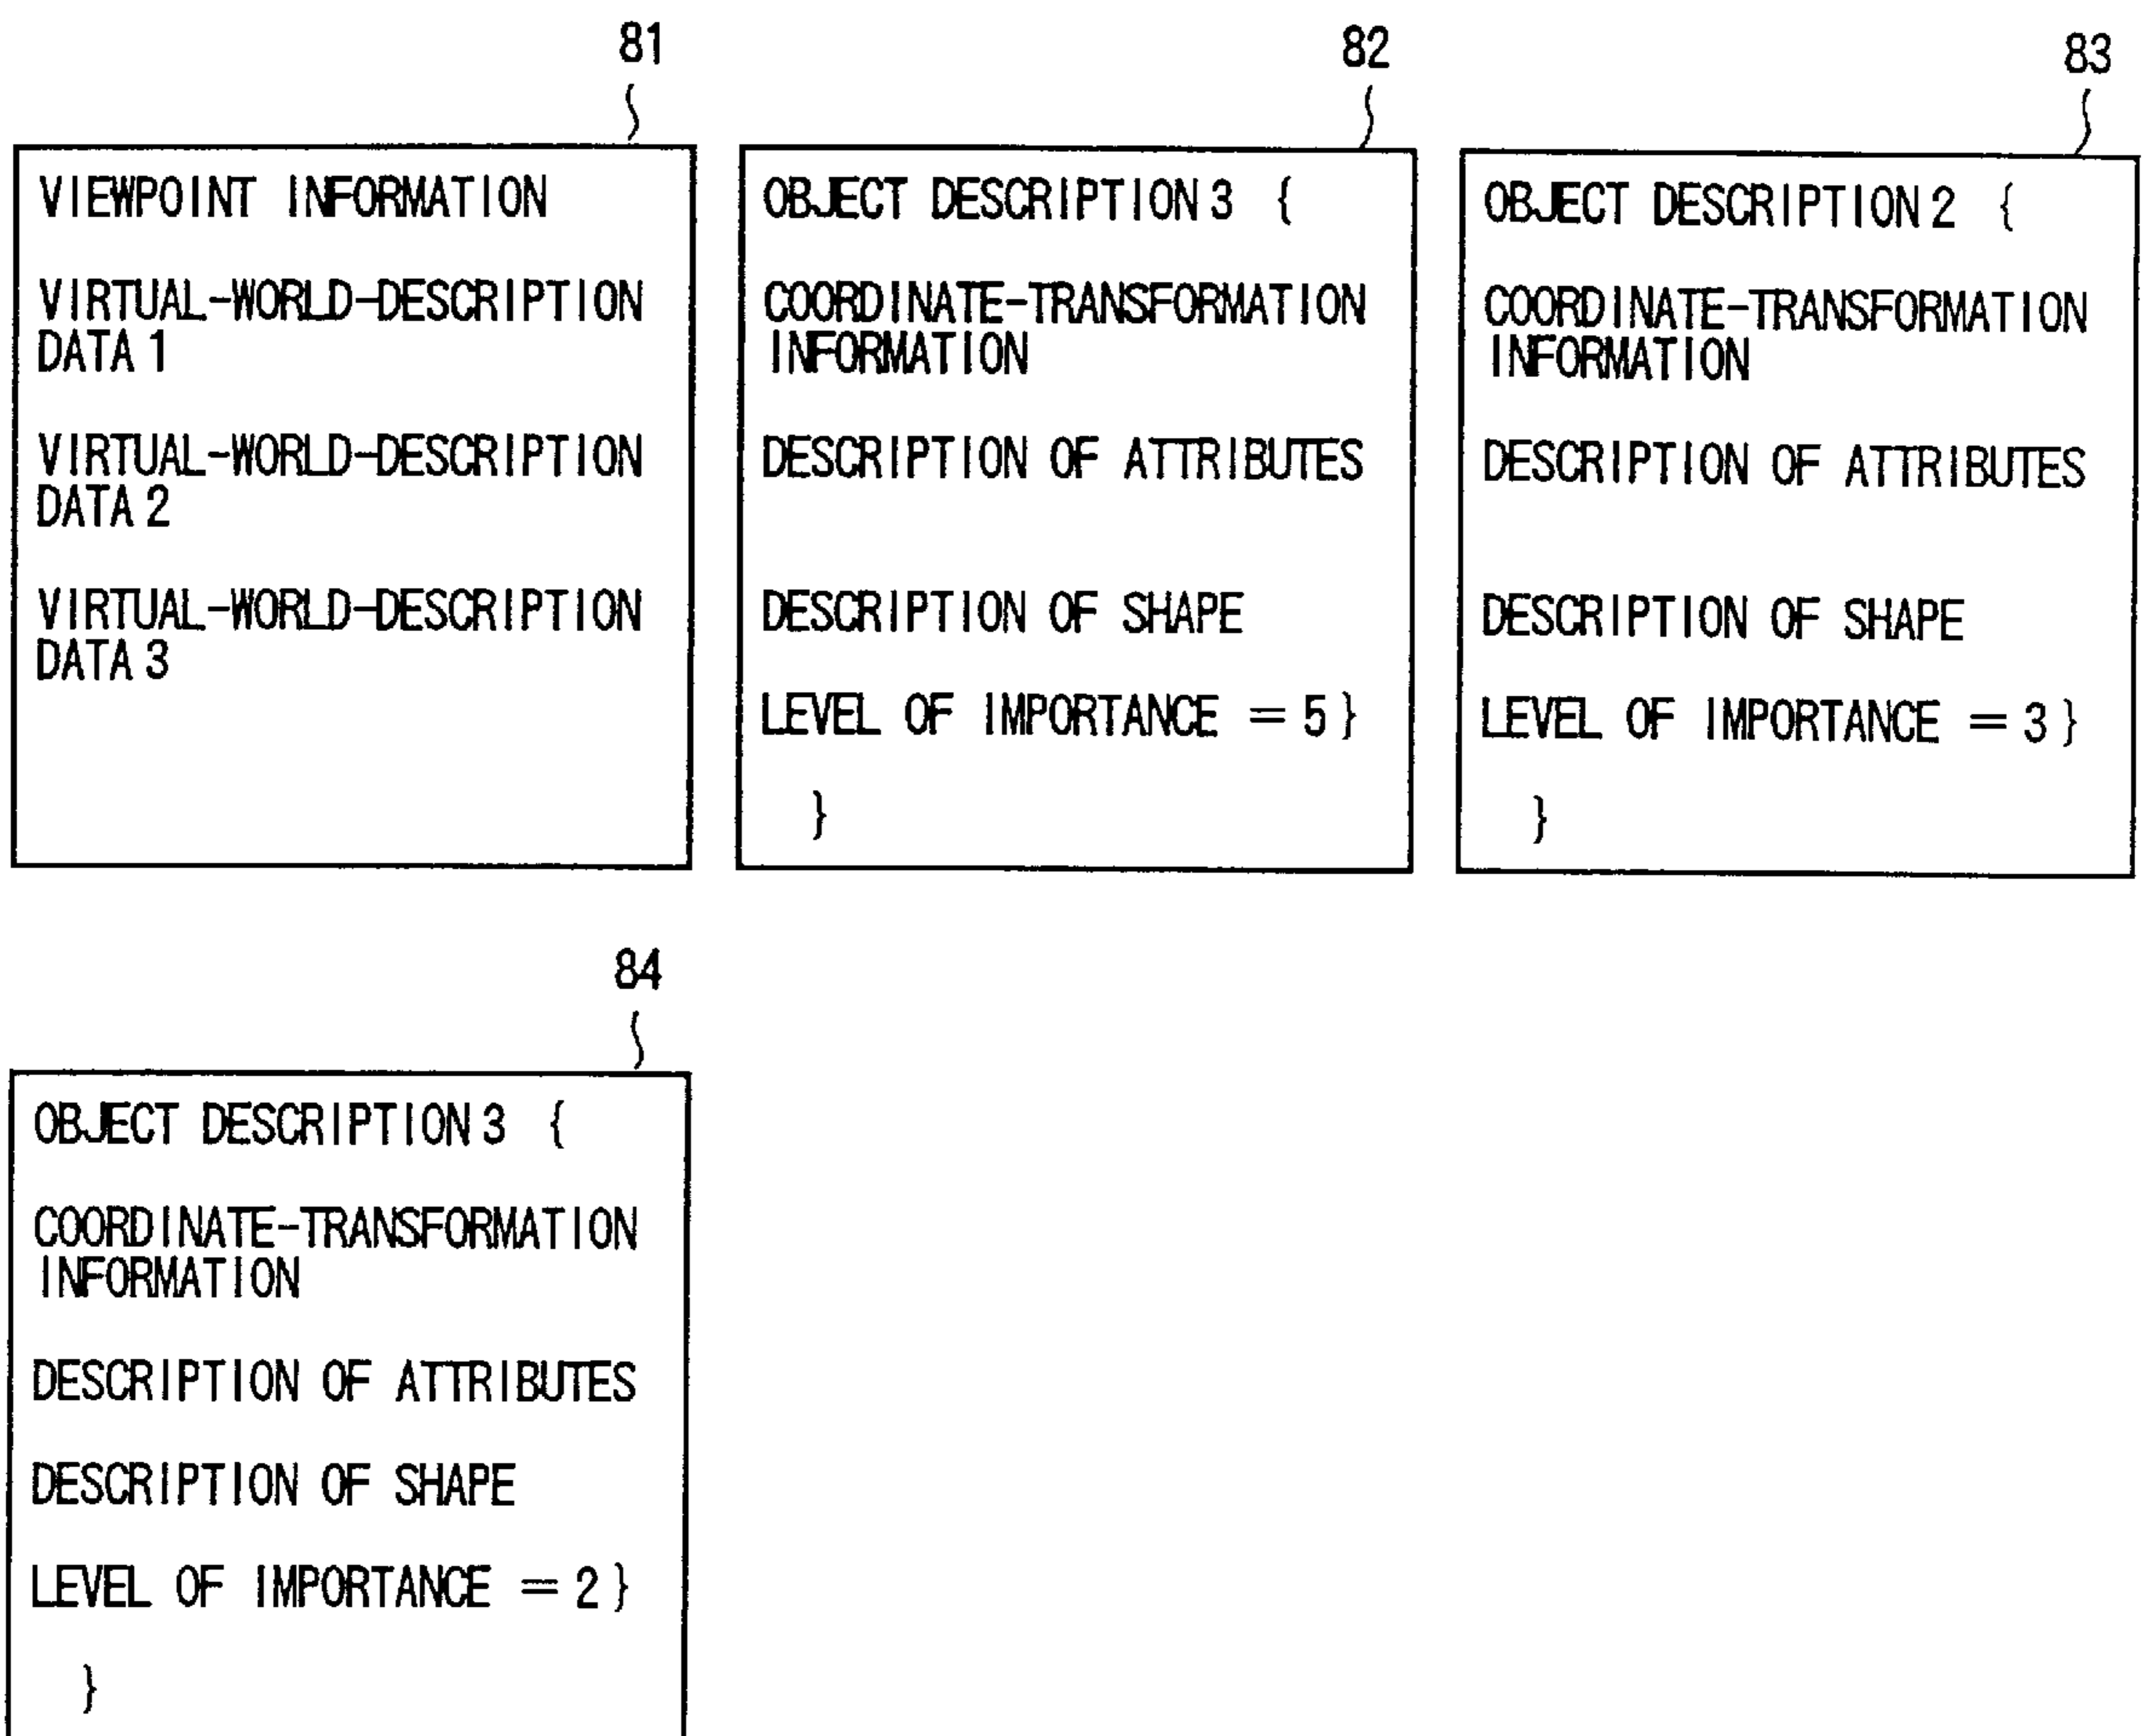 81
VIEWPOINT INFORMATION
VIRTUAL-WORLD-DESCRIPTION
DATA 1
VIRTUAL-WORLD-DESCRIPTION
DATA 2
VIRTUAL-WORLD-DESCRIPTION
DATA 3
82
OBJECT DESCRIPTION 3 {
COORDINATE-TRANSFORMATION
INFORMATION
DESCRIPTION OF ATTRIBUTES
DESCRIPTION OF SHAPE
LEVEL OF IMPORTANCE = 5 }
}
83
OBJECT DESCRIPTION 2 {
COORDINATE-TRANSFORMATION
INFORMATION
DESCRIPTION OF ATTRIBUTES
DESCRIPTION OF SHAPE
LEVEL OF IMPORTANCE = 3 }
}
84
OBJECT DESCRIPTION 3 {
COORDINATE-TRANSFORMATION
INFORMATION
DESCRIPTION OF ATTRIBUTES
DESCRIPTION OF SHAPE
LEVEL OF IMPORTANCE = 2 }
}